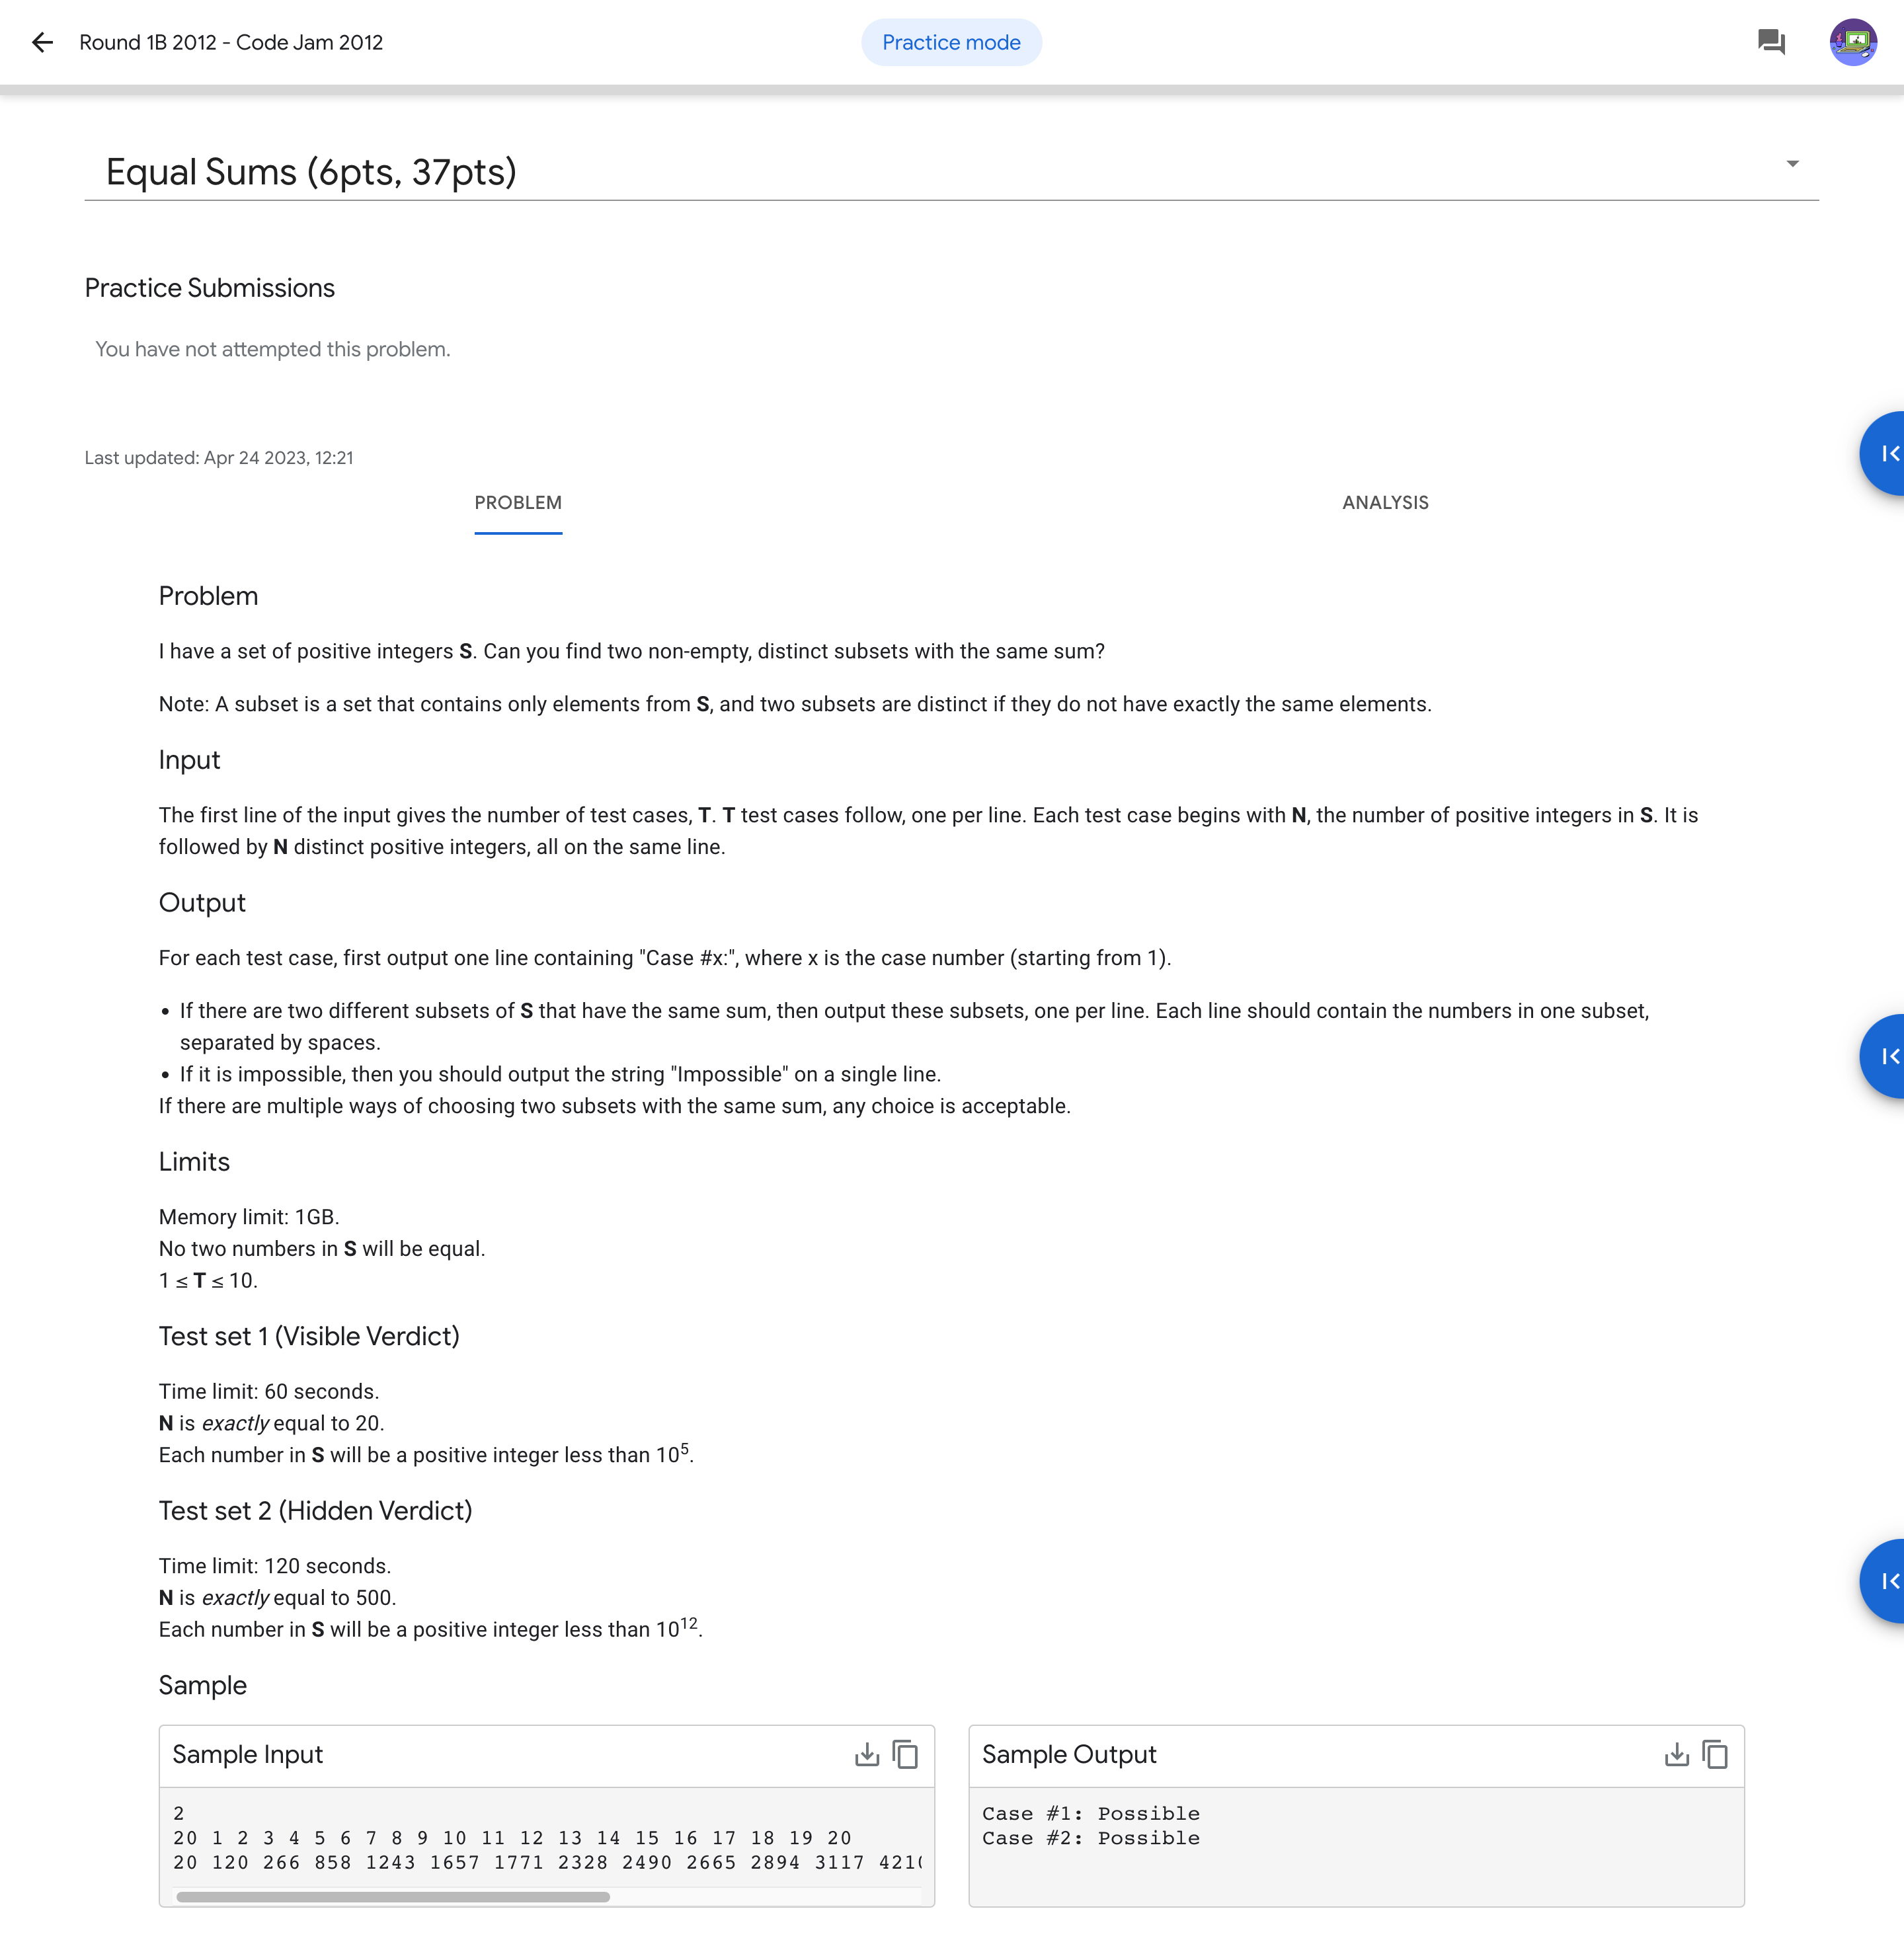 Round 1B 2012 - Code Jam 2012
Practice mode
Equal Sums (6pts, 37pts)
Practice Submissions
You have not attempted this problem.
Last updated: Apr 24 2023, 12:21
PROBLEM
ANALYSIS
Problem
I have a set of positive integers S. Can you find two non-empty, distinct subsets with the same sum?
Note: A subset is a set that contains only elements from S, and two subsets are distinct if they do not have exactly the same elements.
Input
The first line of the input gives the number of test cases, T. T test cases follow, one per line. Each test case begins with N, the number of positive integers in S. It is
followed by N distinct positive integers, all on the same line.
Output
For each test case, first output one line containing "Case #x:", where x is the case number (starting from 1).
• If there are two different subsets of S that have the same sum, then output these subsets, one per line. Each line should contain the numbers in one subset,
separated by spaces.
• If it is impossible, then you should output the string "Impossible" on a single line.
If there are multiple ways of choosing two subsets with the same sum, any choice is acceptable.
Limits
Memory limit: 1GB.
No two numbers in S will be equal.
1 ≤ T ≤ 10.
Test set 1 (Visible Verdict)
Time limit: 60 seconds.
N is exactly equal to 20.
Each number in S will be a positive integer less than 10⁵.
Test set 2 (Hidden Verdict)
Time limit: 120 seconds.
N is exactly equal to 500.
Each number in S will be a positive integer less than 10¹².
Sample
Sample Input
2
20 1 2 3 4 5 6 7 8 9 10 11 12 13 14 15 16 17 18 19 20
20 120 266 858 1243 1657 1771 2328 2490 2665 2894 3117
Sample Output
Case #1: Possible
Case #2: Possible